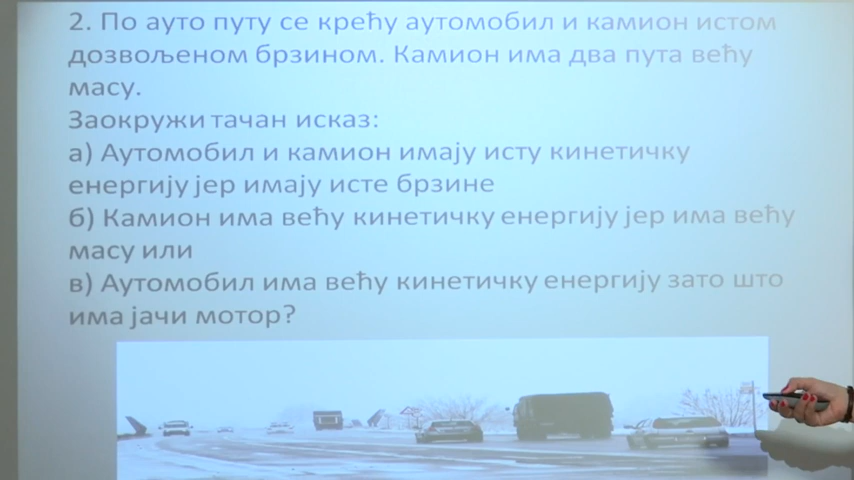 2. По ауто путу се крећу аутомобил и камион истом
дозвољеном брзином. Камион има два пута већу
масу.
Заокружи тачан исказ:
а) Аутомобил и камион имају исту кинетичку
енергију јер имају исте брзине
б) Камион има већу кинетичку енергију јер има већу
масу или
в) Аутомобил има већу кинетичку енергију зато што
има јачи мотор?